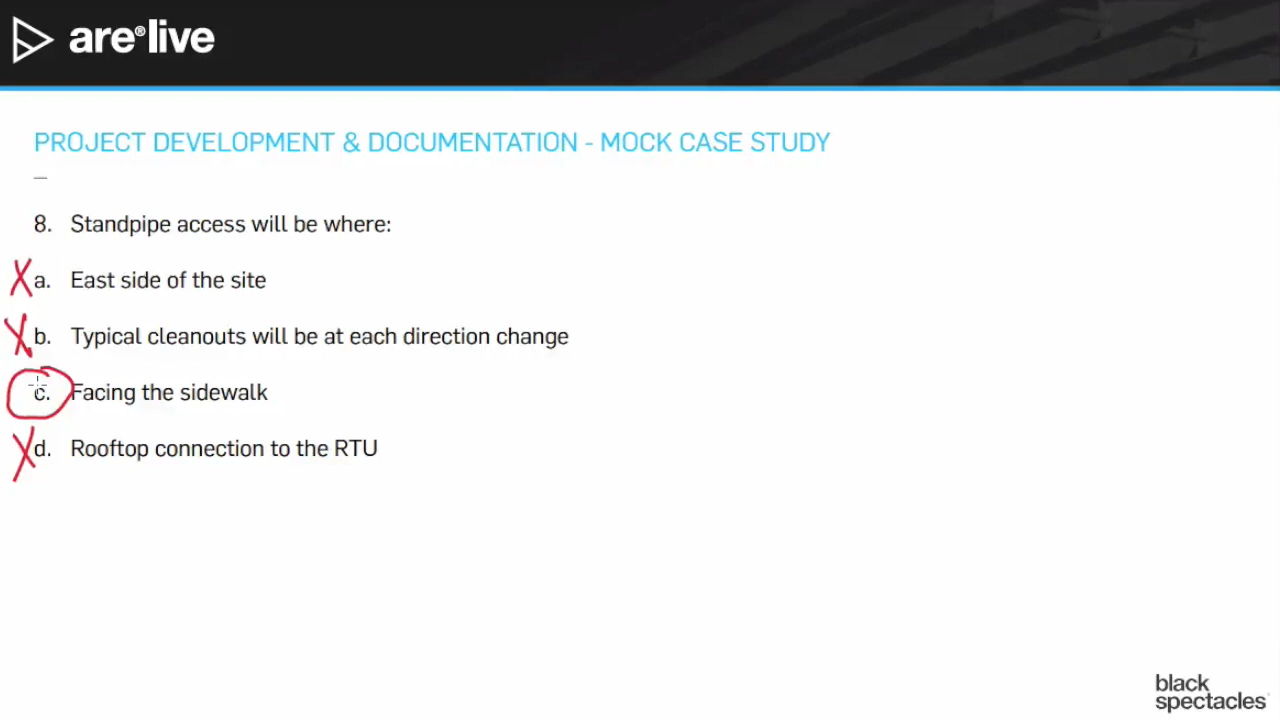 are®live
PROJECT DEVELOPMENT & DOCUMENTATION - MOCK CASE STUDY
–
8. Standpipe access will be where:
X a. East side of the site
X b. Typical cleanouts will be at each direction change
c. Facing the sidewalk
X d. Rooftop connection to the RTU
black
spectacles